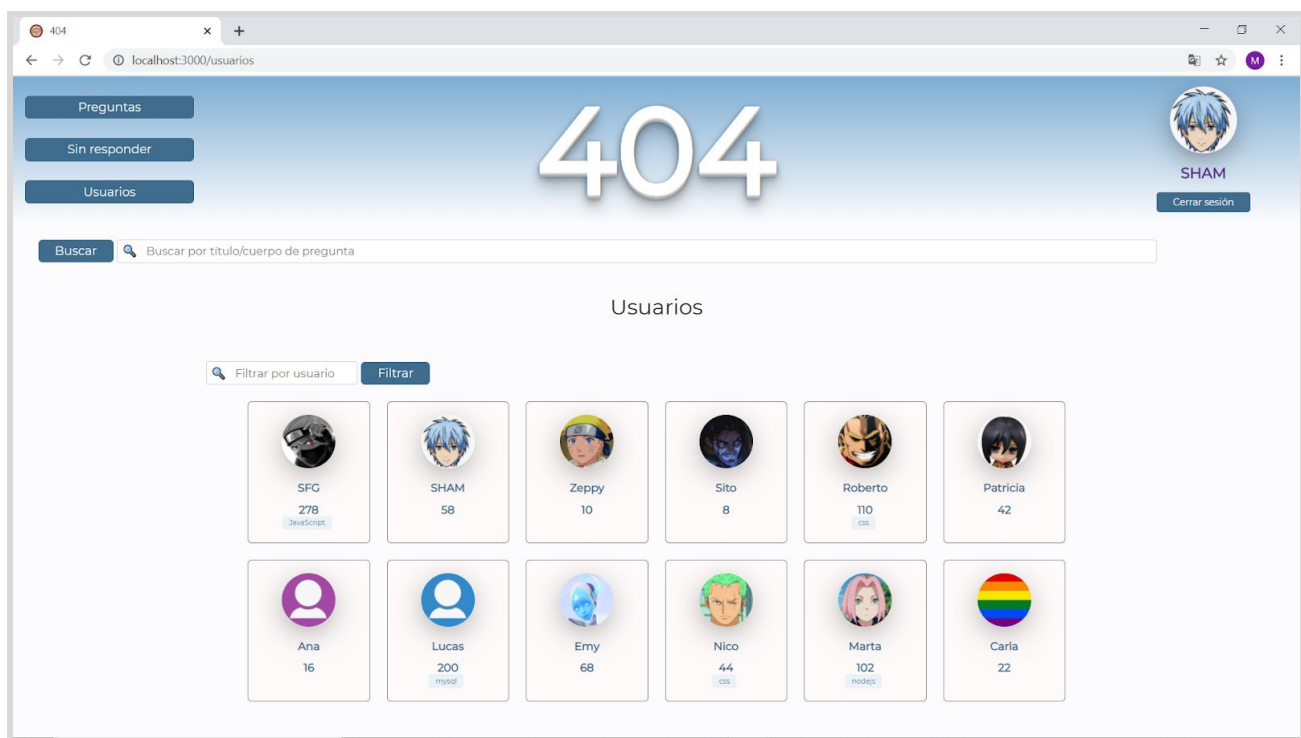 404
localhost:3000/usuarios
M
Preguntas
Sin responder
Usuarios
404
SHAM
Cerrar sesión
Buscar
Buscar por título/cuerpo de pregunta
Usuarios
Filtrar por usuario
Filtrar
SFG
278
JavaScript
SHAM
58
Zeppy
10
Sito
8
Roberto
110
css
Patricia
42
Ana
16
Lucas
200
mysql
Emy
68
Nico
44
css
Marta
102
nodejs
Carla
22